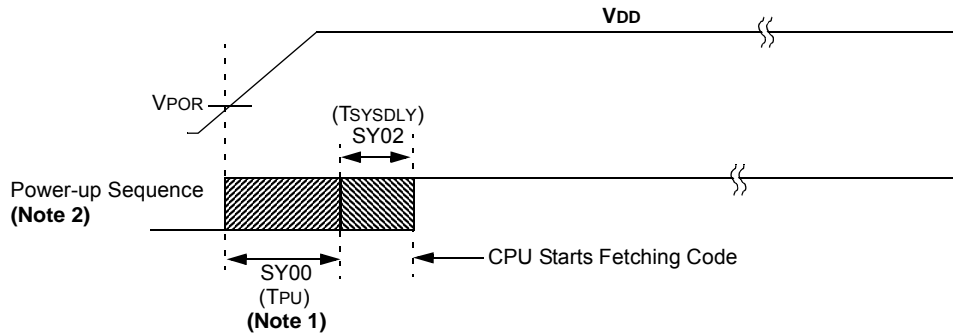 VDD
VPOR
(TSYSDLY)
SY02
Power-up Sequence
(Note 2)
CPU Starts Fetching Code
SY00
(TPU)
(Note 1)